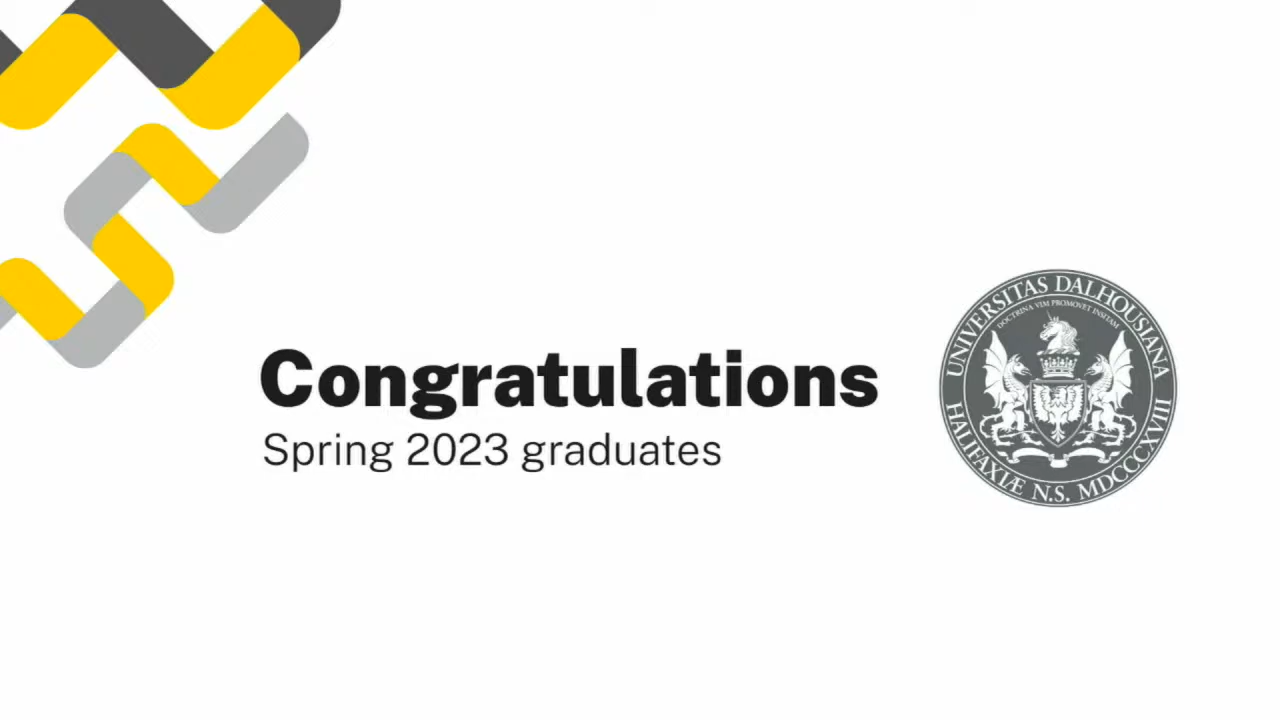 Congratulations
Spring 2023 graduates
UNIVERSITAS DALHOUSIANA
DOCTRINA VIM PROMOVET INSITAM
HALIFAXIÆ N.S. MDCCCXVIII